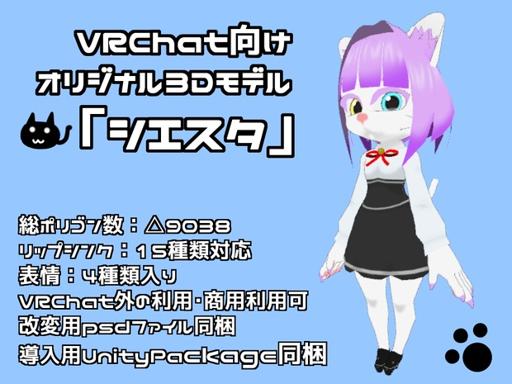 VRChat向け
オリジナル3Dモデル
「シエスタ」
総ポリゴン数：△9038
リップシンク：15種類対応
表情：4種類入り
VRChat外の利用・商用利用可
改変用psdファイル同梱
導入用UnityPackage同梱